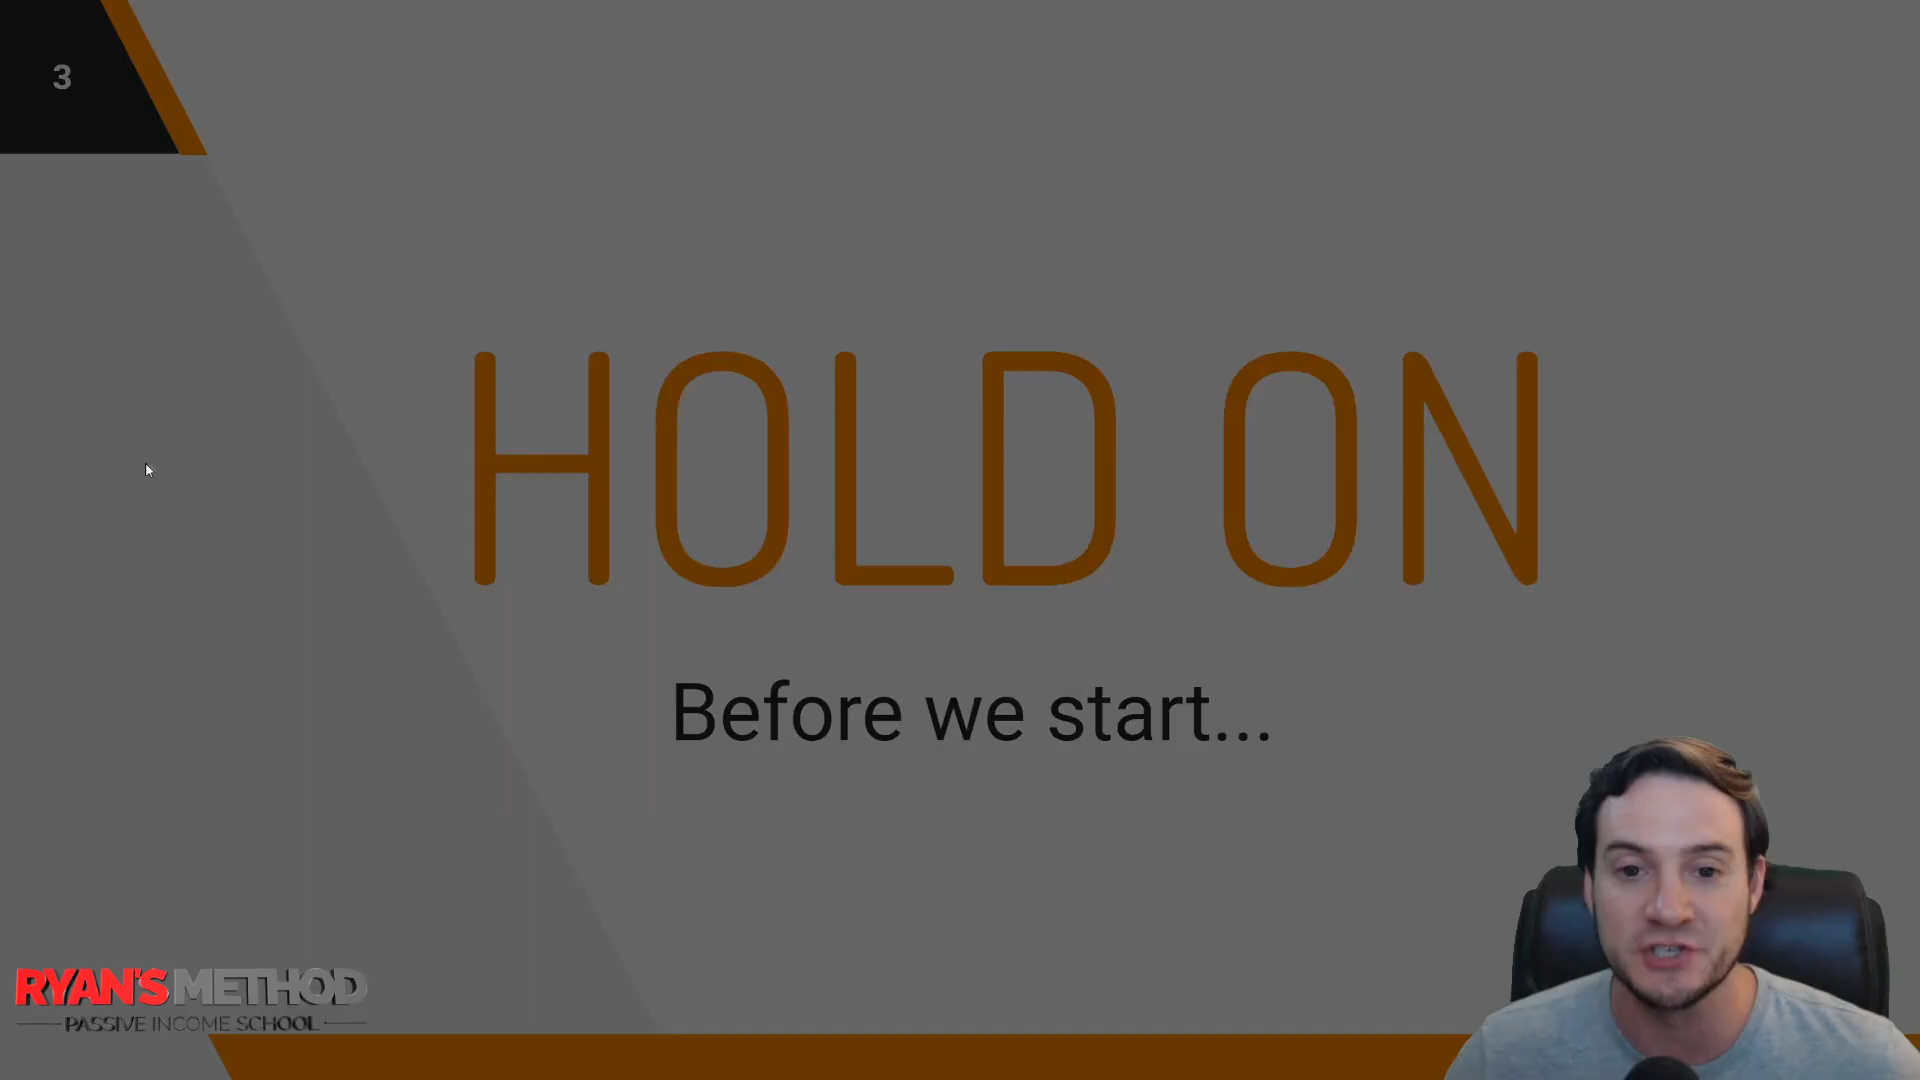 3
HOLD ON
Before we start...
RYAN'S METHOD
PASSIVE INCOME SCHOOL